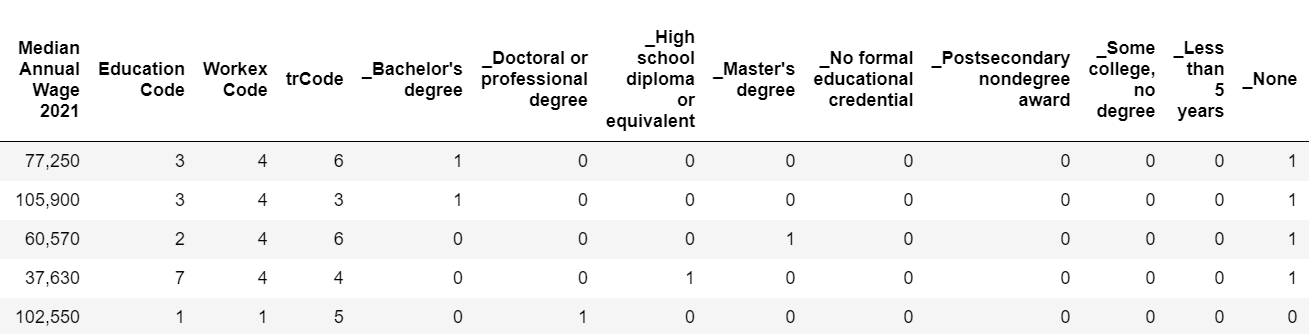 Median Annual Wage 2021 Education Code Workex Code trCode _Bachelor's degree _Doctoral or professional degree _High school diploma or equivalent _Master's degree _No formal educational credential _Postsecondary nondegree award _Some college, no degree _Less than 5 years _None
77,250 3 4 6 1 0 0 0 0 0 0 0 1
105,900 3 4 3 1 0 0 0 0 0 0 0 1
60,570 2 4 6 0 0 0 1 0 0 0 0 1
37,630 7 4 4 0 0 1 0 0 0 0 0 1
102,550 1 1 5 0 1 0 0 0 0 0 0 0